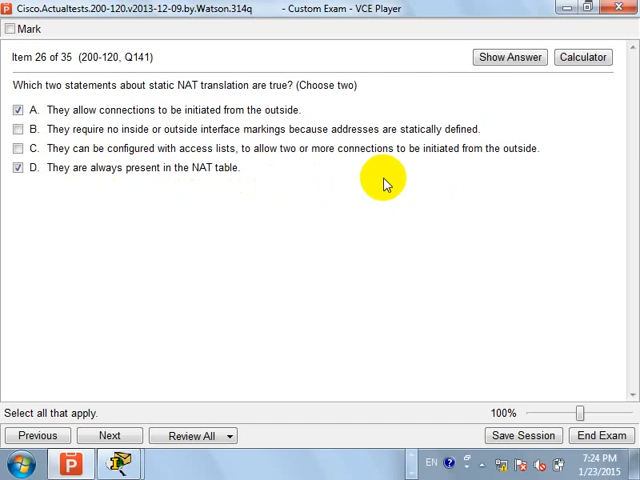 Cisco.Actualtests.200-120.v2013-12-09.by.Watson.314q - Custom Exam - VCE Player
Mark
Item 26 of 35 (200-120, Q141)
Show Answer
Calculator
Which two statements about static NAT translation are true? (Choose two)
A. They allow connections to be initiated from the outside.
B. They require no inside or outside interface markings because addresses are statically defined.
C. They can be configured with access lists, to allow two or more connections to be initiated from the outside.
D. They are always present in the NAT table.
Select all that apply.
100%
Previous
Next
Review All
Save Session
End Exam
EN
7:24 PM
1/23/2015